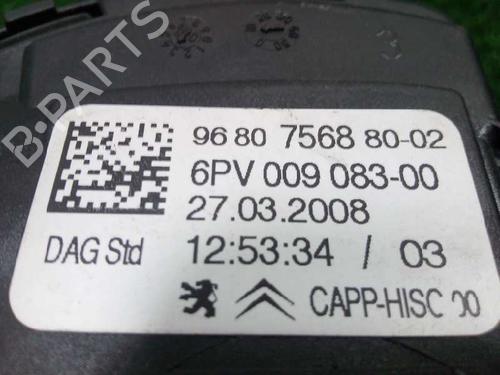 B-PARTS
96 80 7568 80-02
6PV 009 083-00
27.03.2008
DAG Std 12:53:34 / 03
CAPP-HISC 00